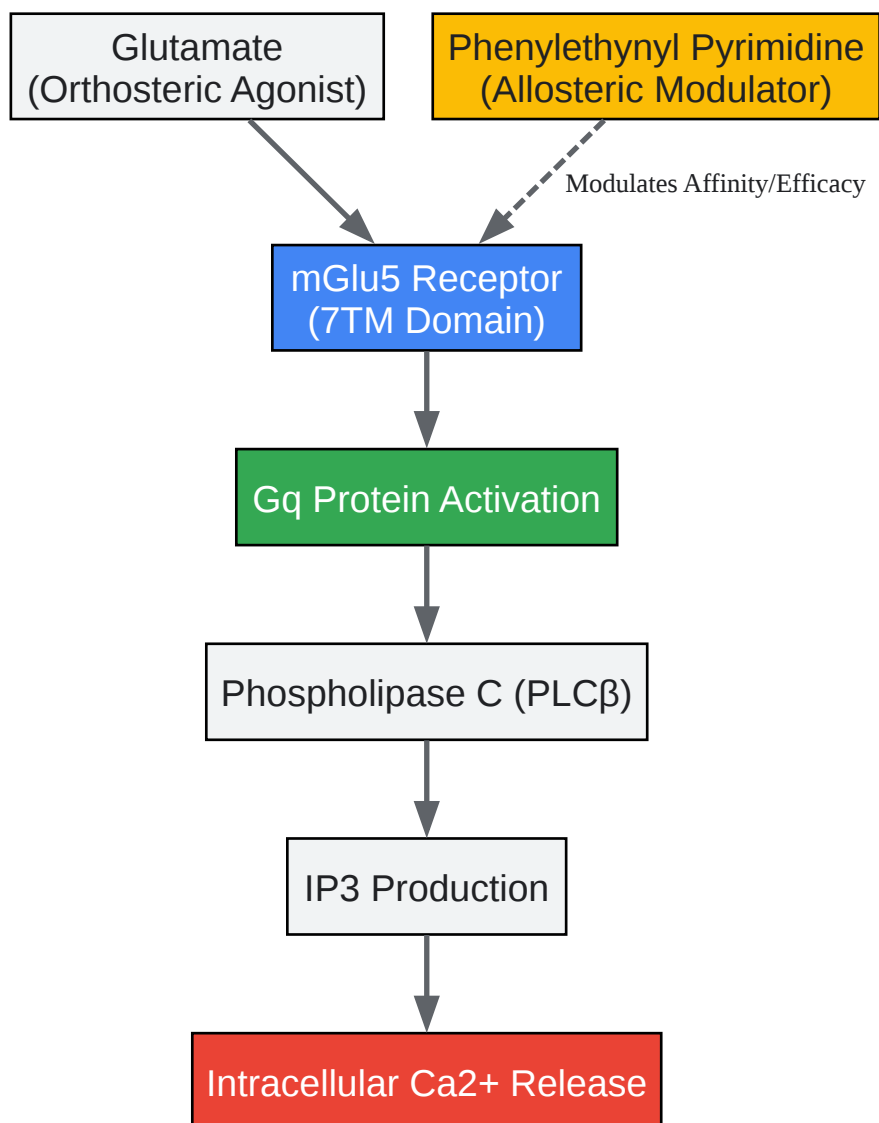 Glutamate
(Orthosteric Agonist)
Phenylethynyl Pyrimidine
(Allosteric Modulator)
Modulates Affinity/Efficacy
mGlu5 Receptor
(7TM Domain)
Gq Protein Activation
Phospholipase C (PLCβ)
IP3 Production
Intracellular Ca2+ Release